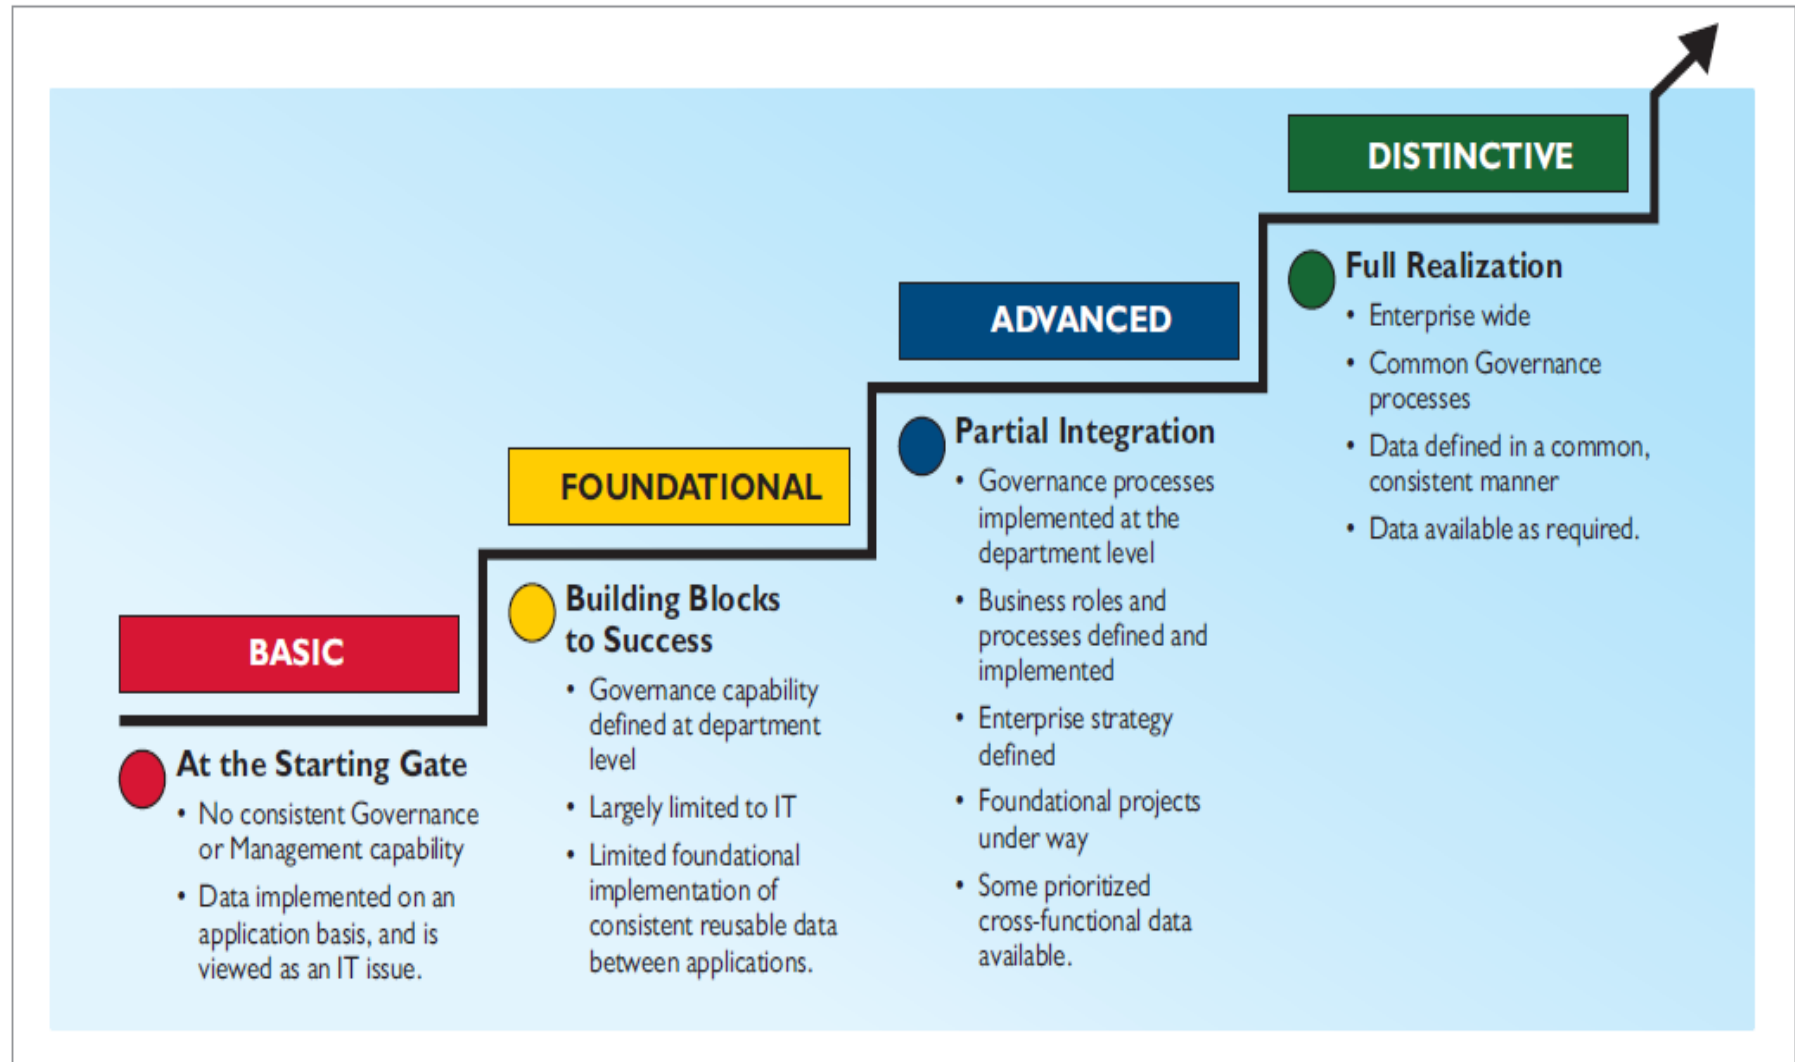 BASIC
At the Starting Gate
• No consistent Governance
or Management capability
• Data implemented on an
application basis, and is
viewed as an IT issue.
FOUNDATIONAL
Building Blocks
to Success
• Governance capability
defined at department
level
• Largely limited to IT
• Limited foundational
implementation of
consistent reusable data
between applications.
ADVANCED
Partial Integration
• Governance processes
implemented at the
department level
• Business roles and
processes defined and
implemented
• Enterprise strategy
defined
• Foundational projects
under way
• Some prioritized
cross-functional data
available.
DISTINCTIVE
Full Realization
• Enterprise wide
• Common Governance
processes
• Data defined in a common,
consistent manner
• Data available as required.